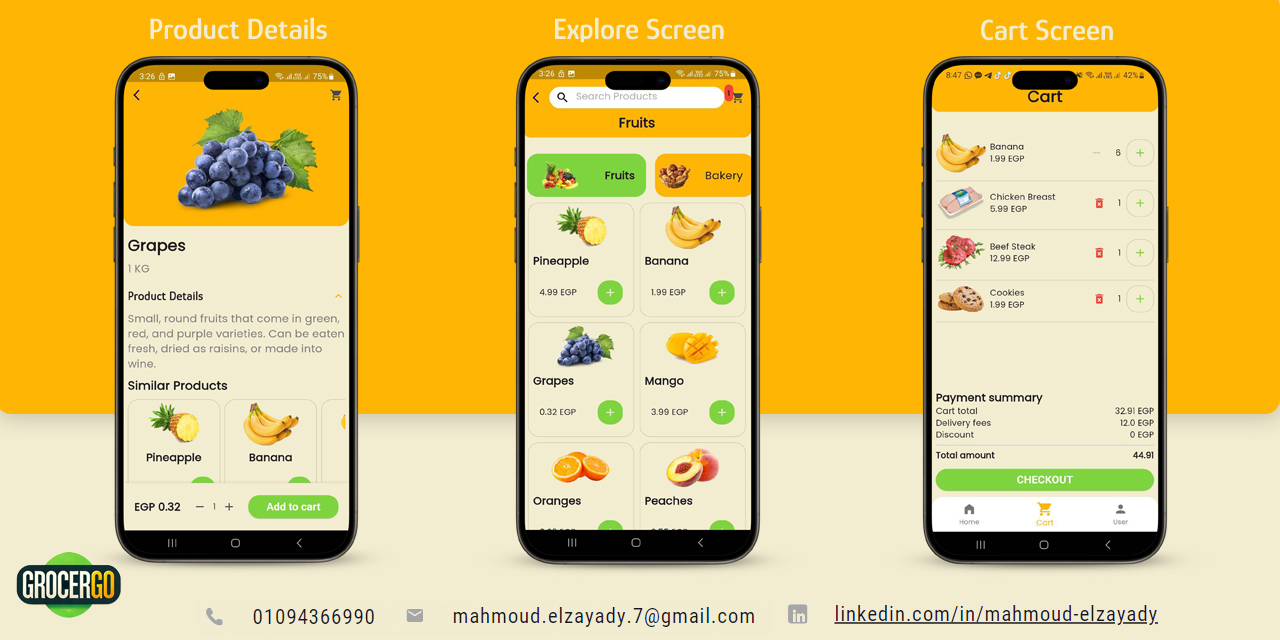 Product Details
3:26
75%
Grapes
1 KG
Product Details
Small, round fruits that come in green,
red, and purple varieties. Can be eaten
fresh, dried as raisins, or made into
wine.
Similar Products
Pineapple
Banana
EGP 0.32
− 1 +
Add to cart
Explore Screen
3:26
75%
Search Products
Fruits
Fruits
Bakery
Pineapple
Banana
4.99 EGP
+
1.99 EGP
+
Grapes
Mango
0.32 EGP
+
3.99 EGP
+
Oranges
Peaches
Cart Screen
8:47
42%
Cart
Banana
1.99 EGP
− 6 +
Chicken Breast
5.99 EGP
1 +
Beef Steak
12.99 EGP
1 +
Cookies
1.99 EGP
1 +
Payment summary
Cart total 32.91 EGP
Delivery fees 12.0 EGP
Discount 0 EGP
Total amount 44.91
CHECKOUT
Home
Cart
User
GROCERGO
01094366990
mahmoud.elzayady.7@gmail.com
linkedin.com/in/mahmoud-elzayady